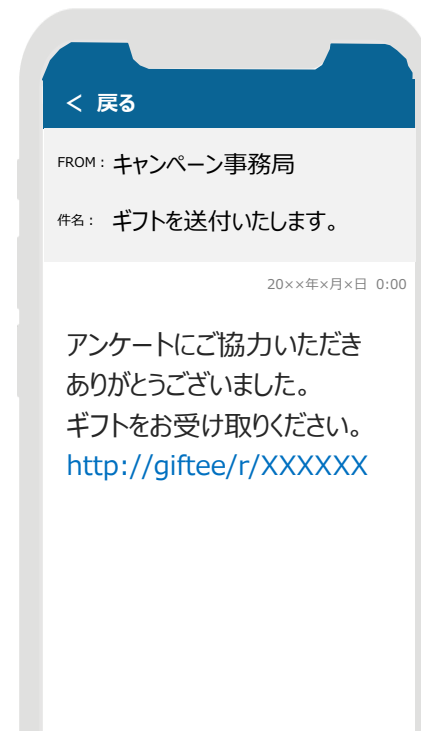 < 戻る
FROM： キャンペーン事務局
件名： ギフトを送付いたします。
20××年×月×日 0:00
アンケートにご協力いただき
ありがとうございました。
ギフトをお受け取りください。
http://giftee/r/XXXXXX